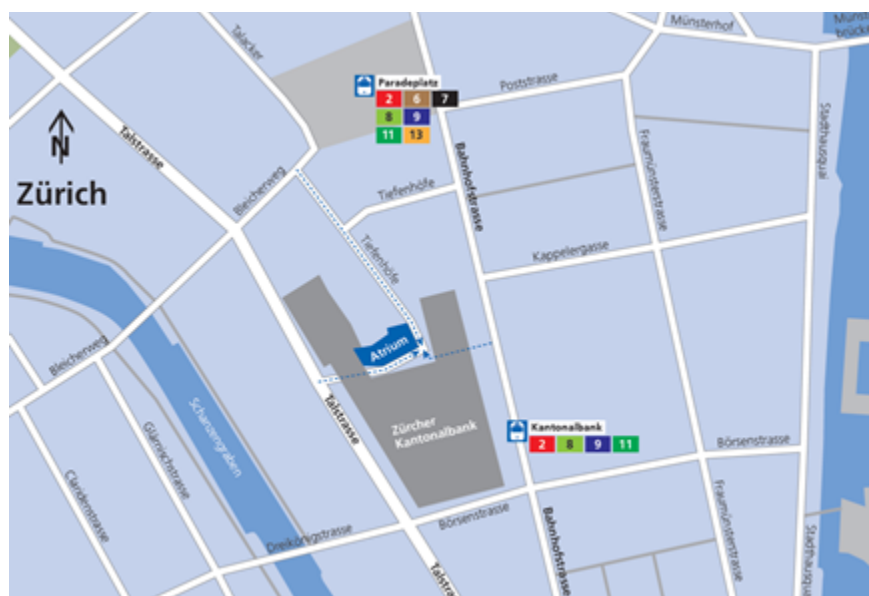 Talacker
Münsterhof
Münster-
brücke
Paradeplatz
2 6 7
8 9
11 13
Poststrasse
N
Zürich
Talstrasse
Bahnhofstrasse
Fraumünsterstrasse
Stadthausquai
Bleicherweg
Tiefenhöfe
Tiefenhöfe
Kappelergasse
Bleicherweg
Atrium
Talstrasse
Schanzengraben
Glärnischstrasse
Claridenstrasse
Zürcher
Kantonalbank
Kantonalbank
2 8 9 11
Börsenstrasse
Börsenstrasse
Dreikönigstrasse
Bahnhofstrasse
Fraumünsterstrasse
Stadthausquai